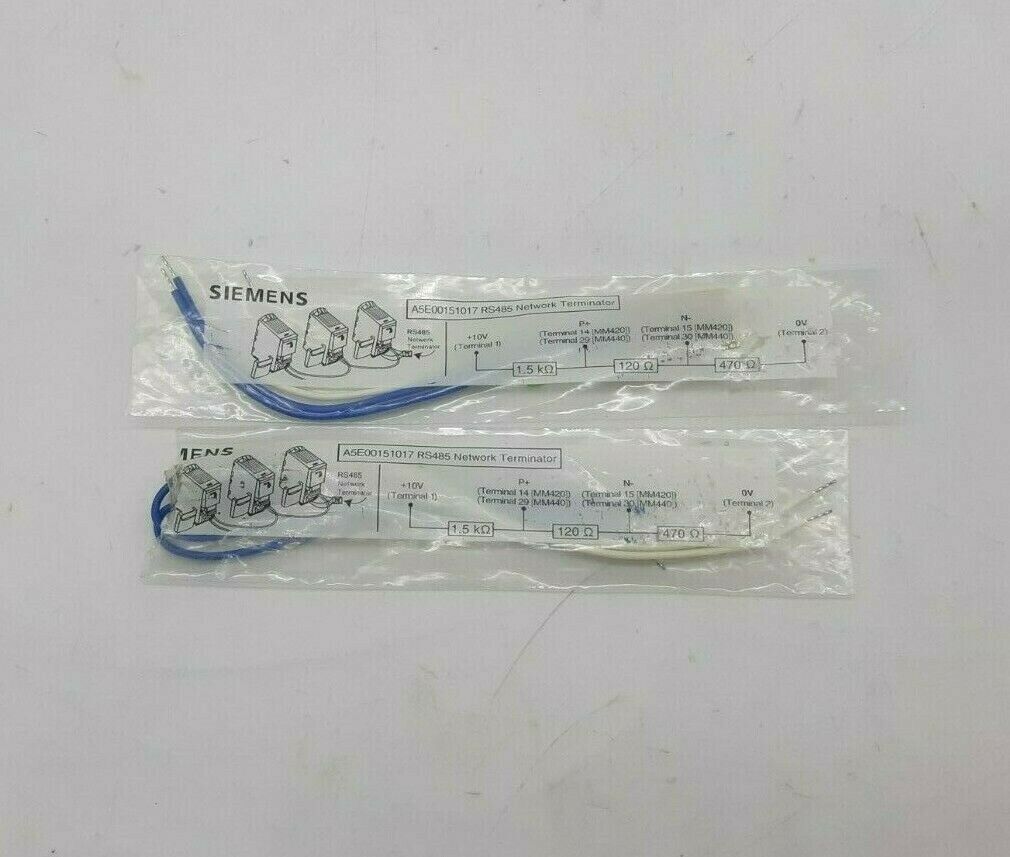 SIEMENS
A5E00151017 RS485 Network Terminator
RS485
Network
Terminator
+10V
(Terminal 1)
P+
(Terminal 14 [MM420])
(Terminal 29 [MM440])
N-
(Terminal 15 [MM420])
(Terminal 30 [MM440])
0V
(Terminal 2)
1.5 kΩ
120 Ω
470 Ω
MENS
A5E00151017 RS485 Network Terminator
RS485
Network
Terminator
+10V
(Terminal 1)
P+
(Terminal 14 [MM420])
(Terminal 29 [MM440])
N-
(Terminal 15 [MM420])
(Terminal 30 [MM440])
0V
(Terminal 2)
1.5 kΩ
120 Ω
470 Ω